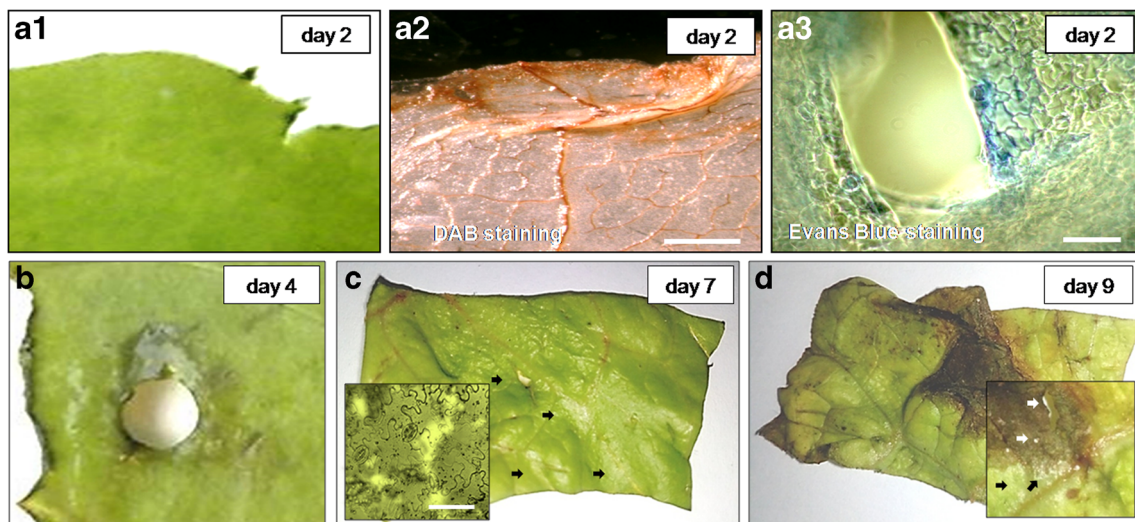 a1
day 2
a2
day 2
DAB staining
a3
day 2
Evans Blue staining
b
day 4
c
day 7
d
day 9